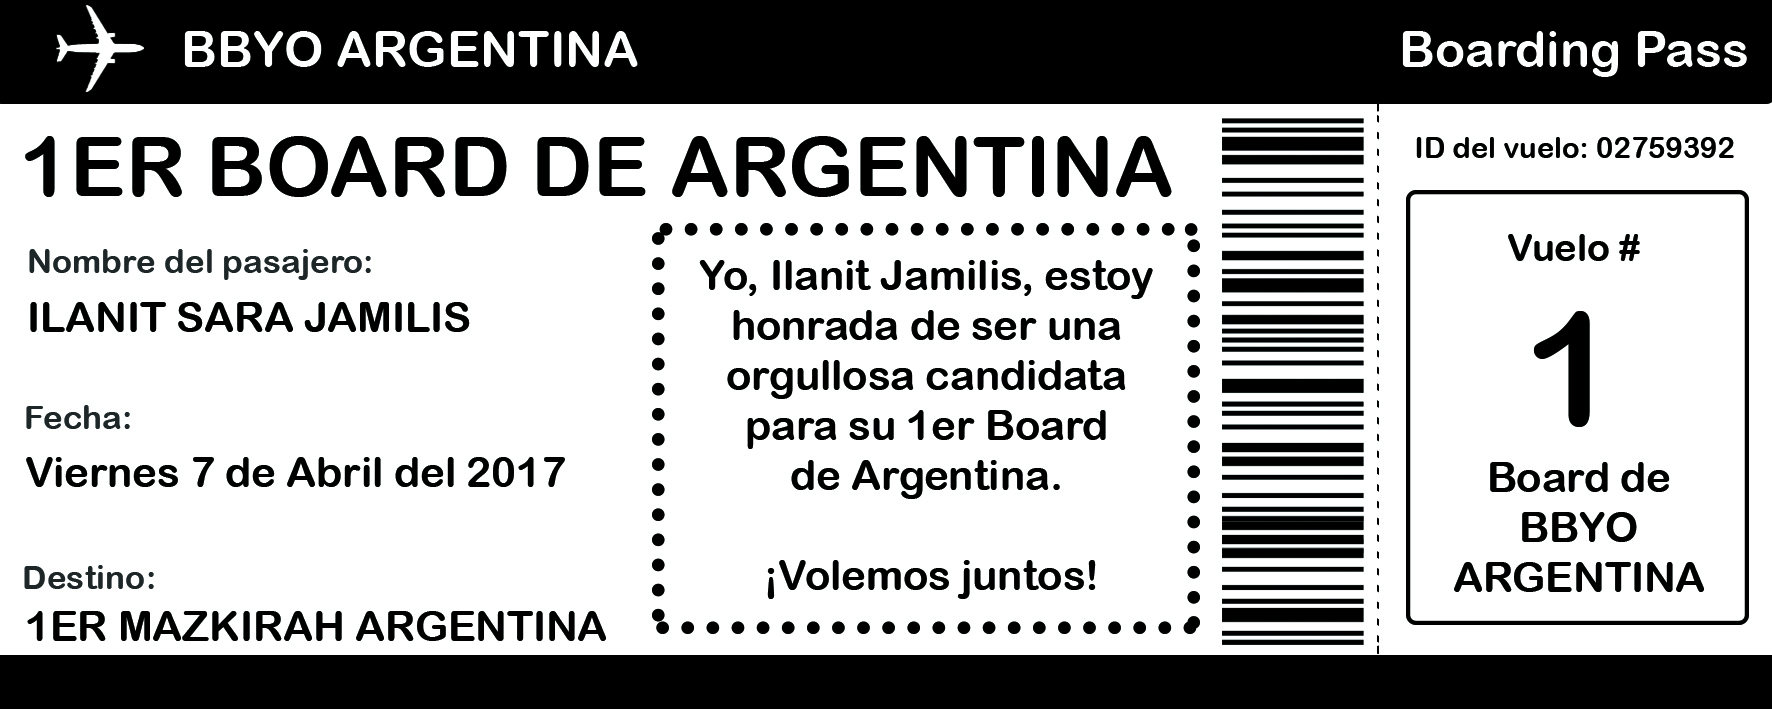 BBYO ARGENTINA
Boarding Pass
1ER BOARD DE ARGENTINA
Nombre del pasajero:
ILANIT SARA JAMILIS
Fecha:
Viernes 7 de Abril del 2017
Destino:
1ER MAZKIRAH ARGENTINA
Yo, Ilanit Jamilis, estoy
honrada de ser una
orgullosa candidata
para su 1er Board
de Argentina.
¡Volemos juntos!
ID del vuelo: 02759392
Vuelo #
1
Board de
BBYO
ARGENTINA